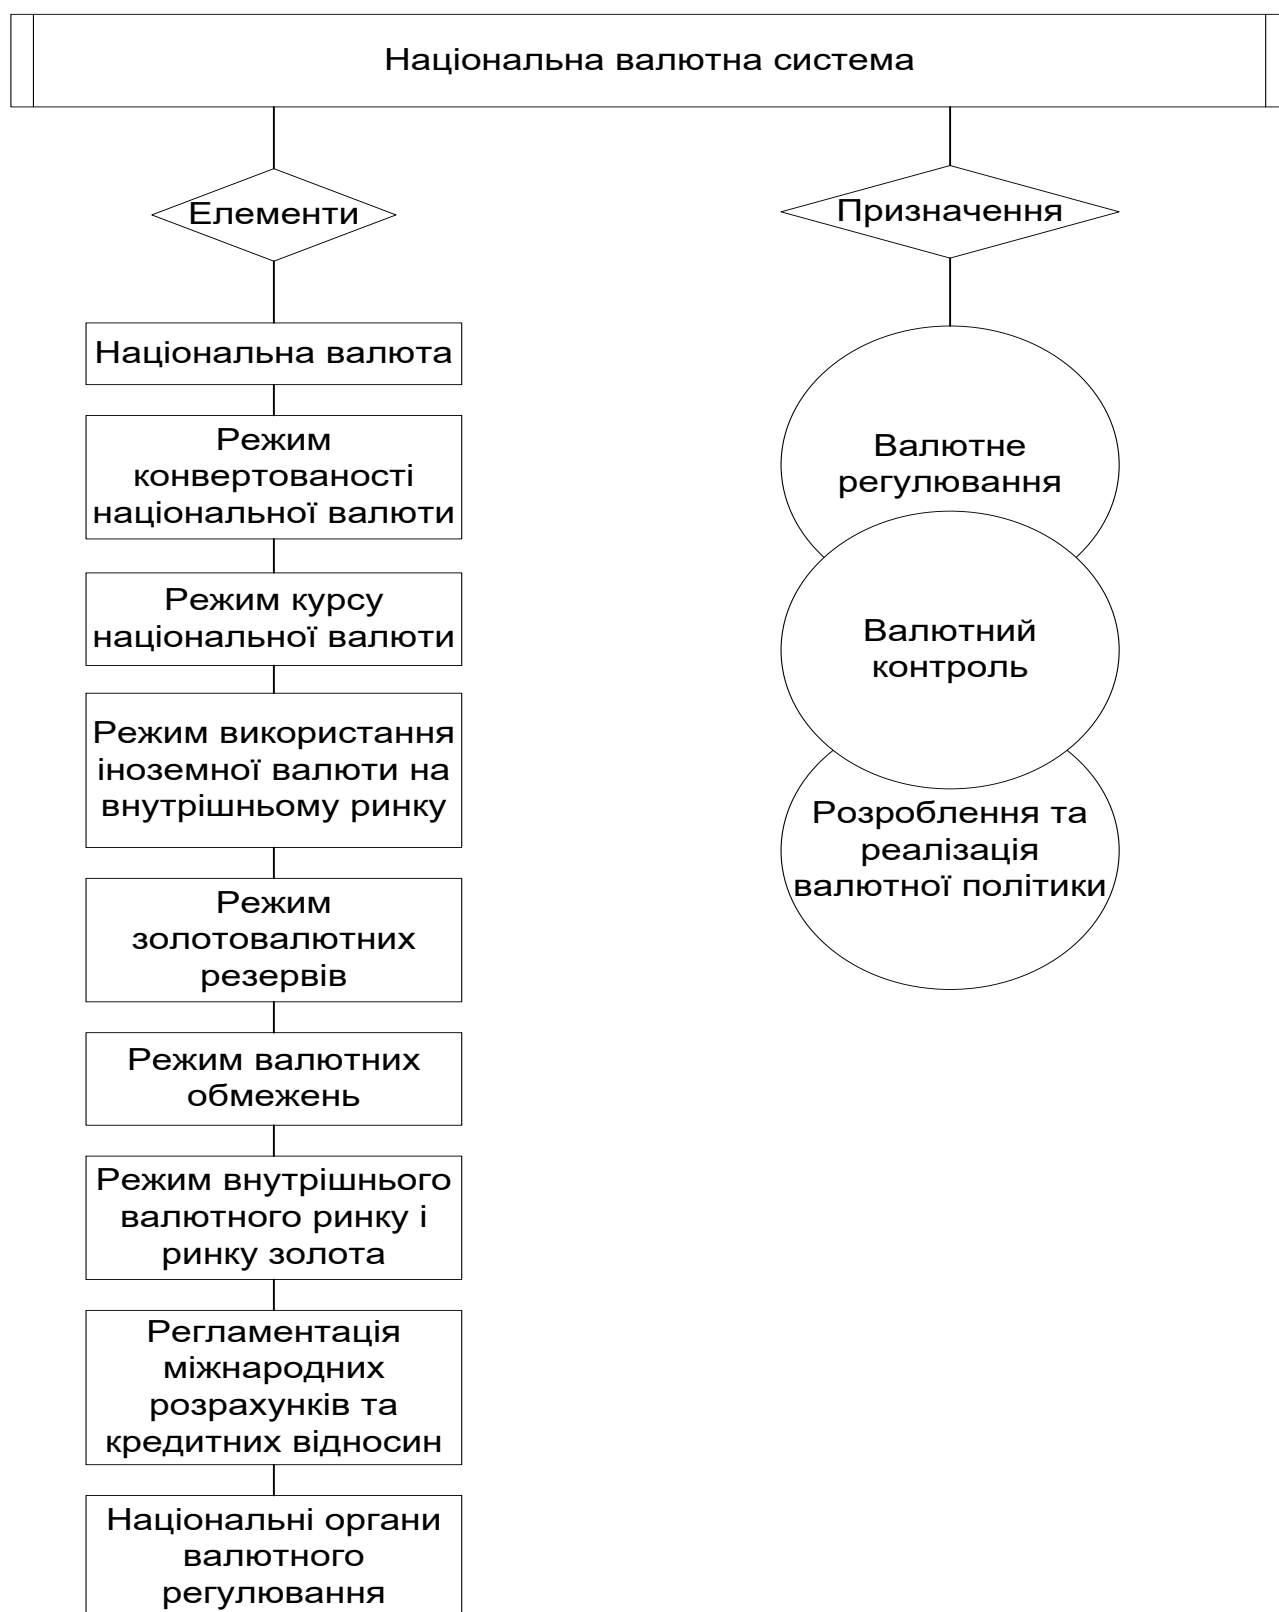 Національна валютна система
Елементи
Національна валюта
Режим
конвертованості
національної валюти
Режим курсу
національної валюти
Режим використання
іноземної валюти на
внутрішньому ринку
Режим
золотовалютних
резервів
Режим валютних
обмежень
Режим внутрішнього
валютного ринку і
ринку золота
Регламентація
міжнародних
розрахунків та
кредитних відносин
Національні органи
валютного
регулювання
Призначення
Валютне
регулювання
Валютний
контроль
Розроблення та
реалізація
валютної політики